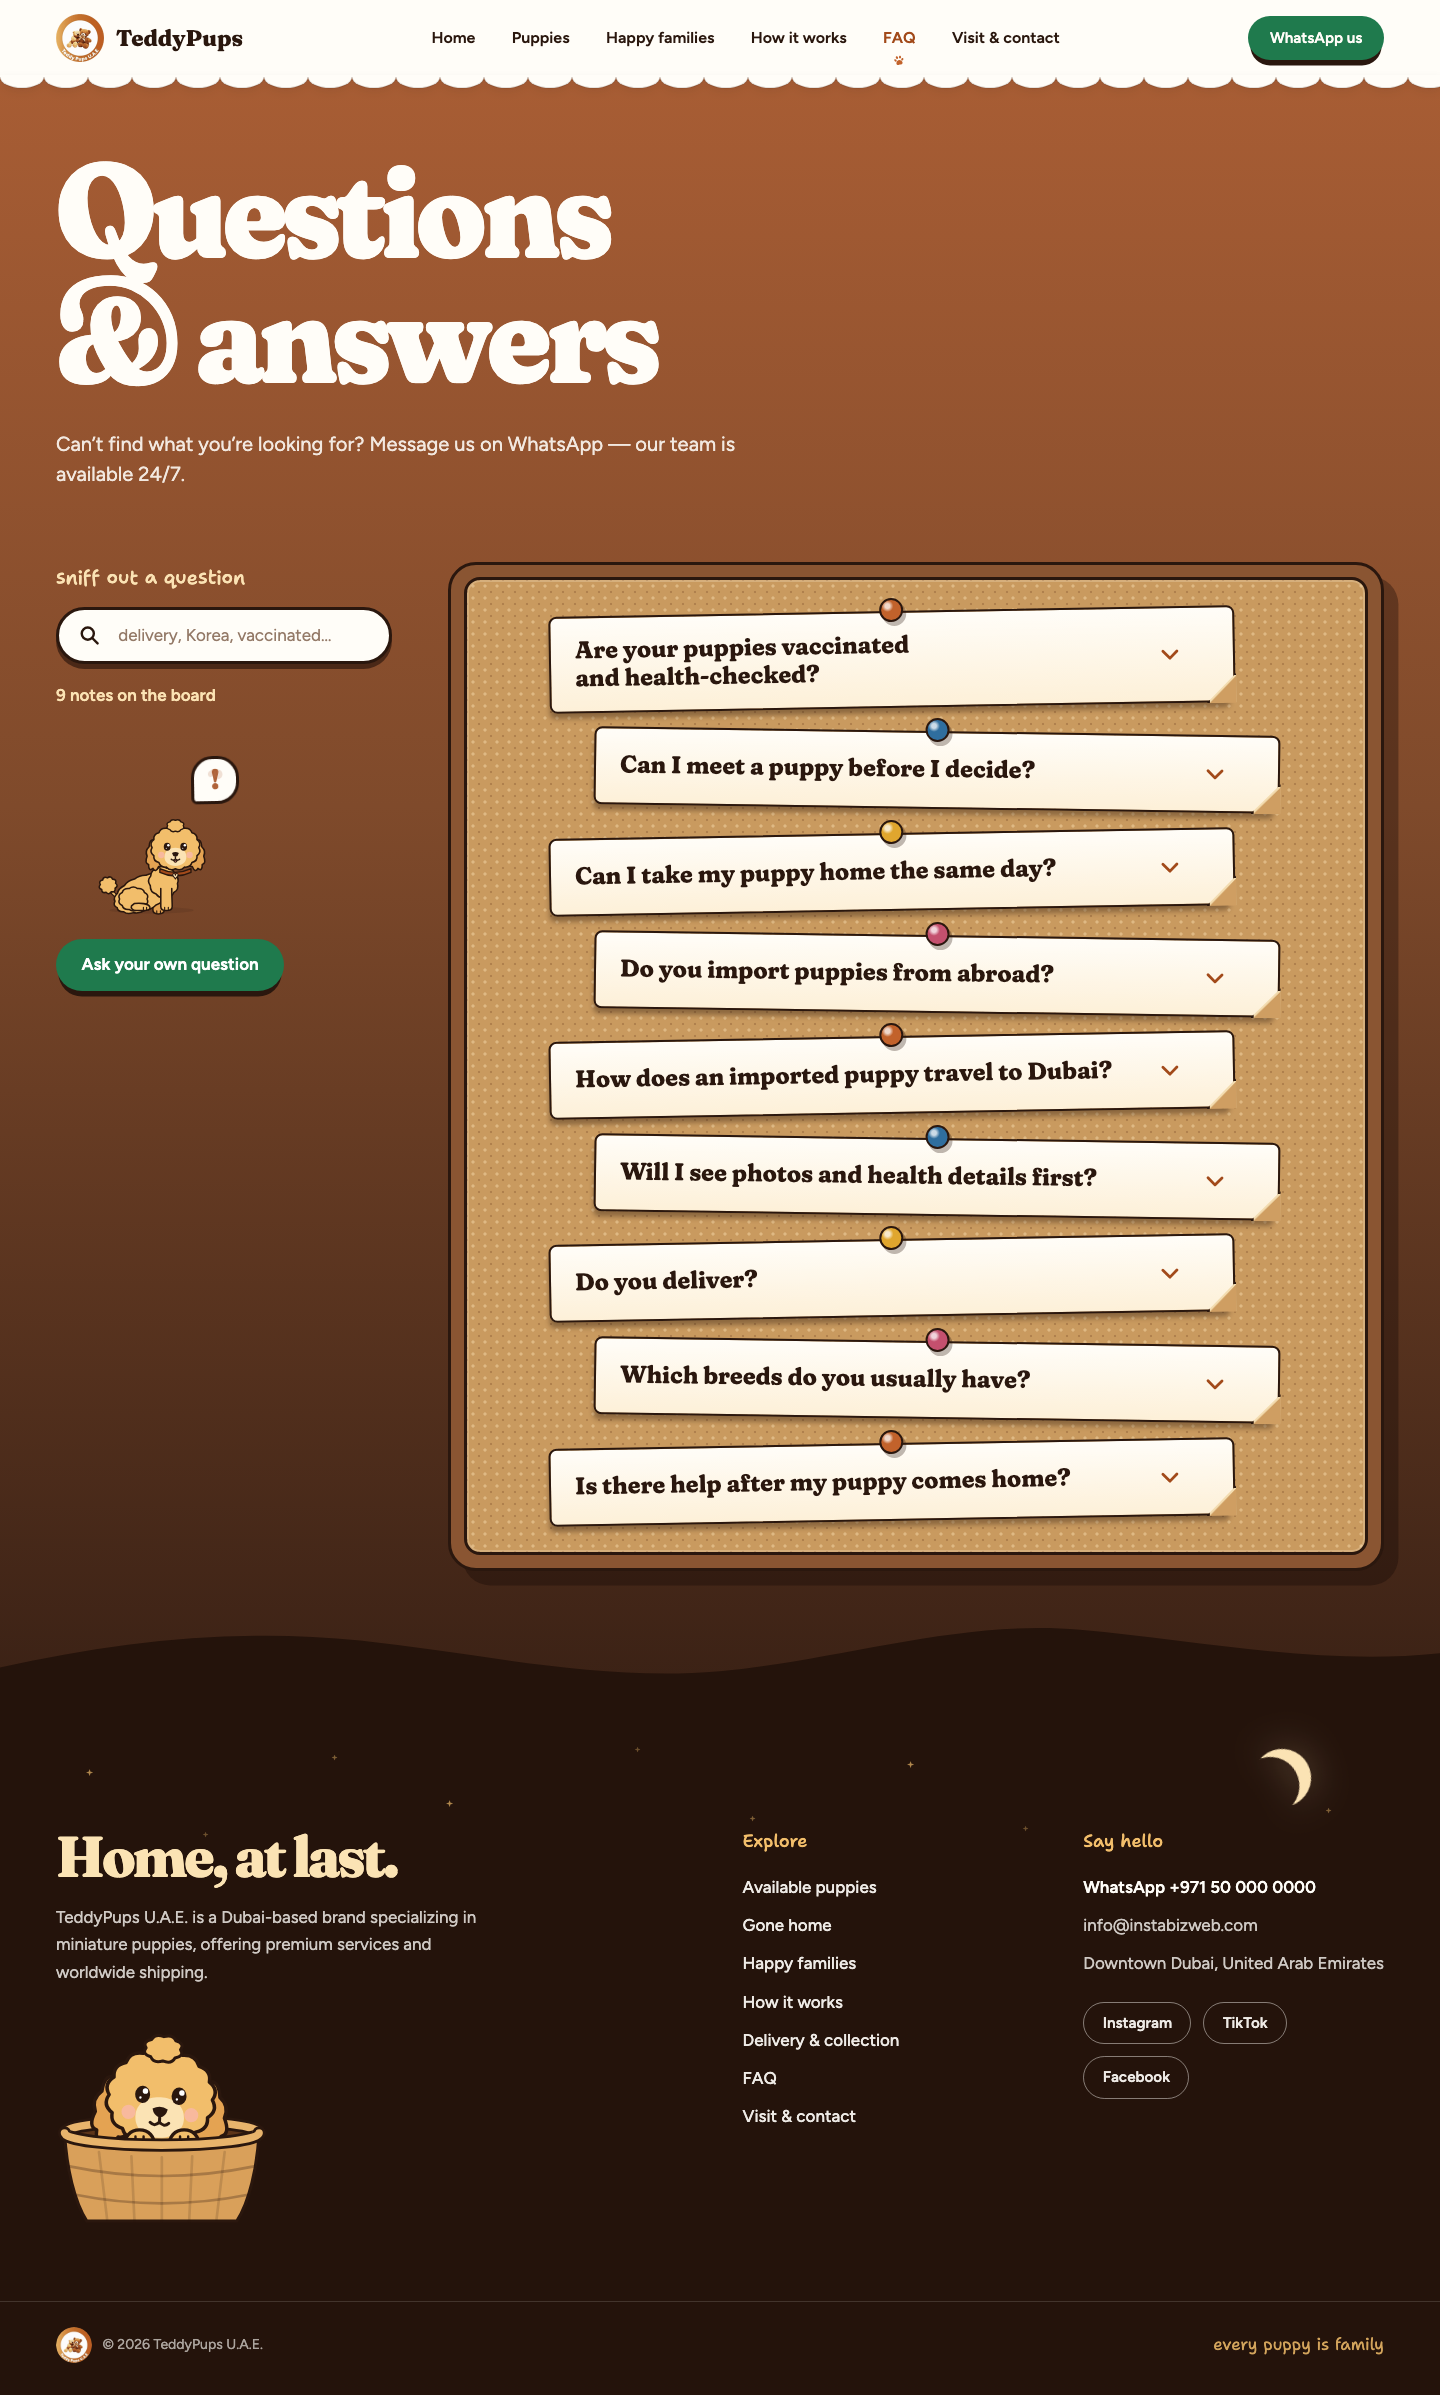 TeddyPups
Home
Puppies
Happy families
How it works
FAQ
Visit & contact
WhatsApp us
Questions
& answers
Can’t find what you’re looking for? Message us on WhatsApp — our team is
available 24/7.
sniff out a question
delivery, Korea, vaccinated…
9 notes on the board
!
Ask your own question
Are your puppies vaccinated
and health-checked?
Can I meet a puppy before I decide?
Can I take my puppy home the same day?
Do you import puppies from abroad?
How does an imported puppy travel to Dubai?
Will I see photos and health details first?
Do you deliver?
Which breeds do you usually have?
Is there help after my puppy comes home?
Home, at last.
TeddyPups U.A.E. is a Dubai-based brand specializing in
miniature puppies, offering premium services and
worldwide shipping.
Explore
Available puppies
Gone home
Happy families
How it works
Delivery & collection
FAQ
Visit & contact
Say hello
WhatsApp +971 50 000 0000
info@instabizweb.com
Downtown Dubai, United Arab Emirates
Instagram
TikTok
Facebook
© 2026 TeddyPups U.A.E.
every puppy is family